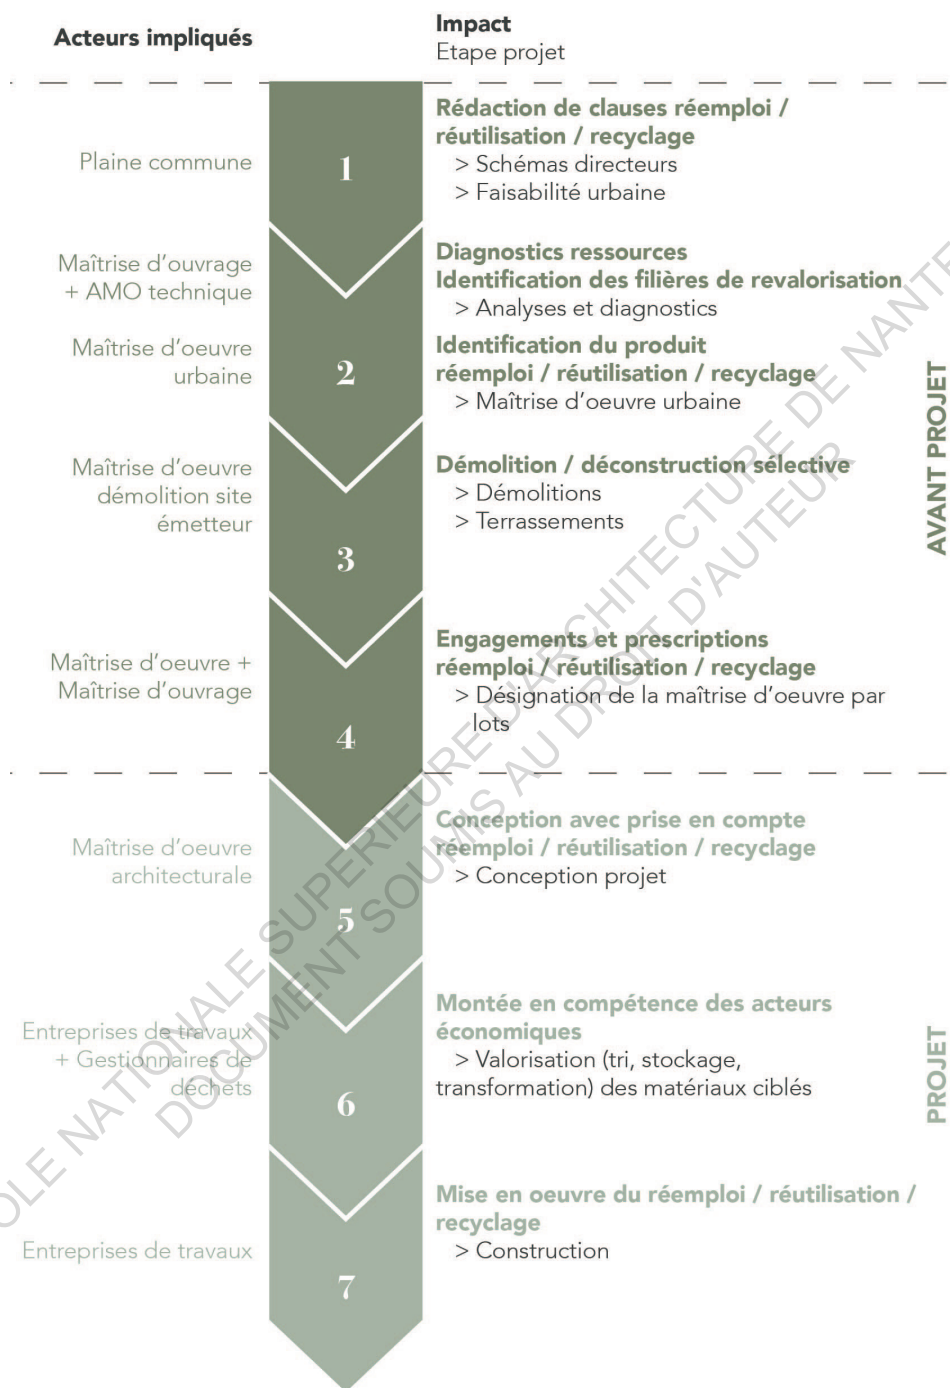 Acteurs impliqués
Impact
Etape projet
Plaine commune
1
Rédaction de clauses réemploi /
réutilisation / recyclage
> Schémas directeurs
> Faisabilité urbaine
Maîtrise d'ouvrage
+ AMO technique
Diagnostics ressources
Identification des filières de revalorisation
> Analyses et diagnostics
Maîtrise d'oeuvre
urbaine
2
Identification du produit
réemploi / réutilisation / recyclage
> Maîtrise d'oeuvre urbaine
Maîtrise d'oeuvre
démolition site
émetteur
3
Démolition / déconstruction sélective
> Démolitions
> Terrassements
Maîtrise d'oeuvre +
Maîtrise d'ouvrage
4
Engagements et prescriptions
réemploi / réutilisation / recyclage
> Désignation de la maîtrise d'oeuvre par
lots
AVANT PROJET
Maîtrise d'oeuvre
architecturale
5
Conception avec prise en compte
réemploi / réutilisation / recyclage
> Conception projet
Entreprises de travaux
+ Gestionnaires de
déchets
6
Montée en compétence des acteurs
économiques
> Valorisation (tri, stockage,
transformation) des matériaux ciblés
Entreprises de travaux
7
Mise en oeuvre du réemploi / réutilisation /
recyclage
> Construction
PROJET
OLE NATIONALE SUPERIEURE D'ARCHITECTURE DE NANTE
DOCUMENT SOUMIS AU DROIT D'AUTEUR